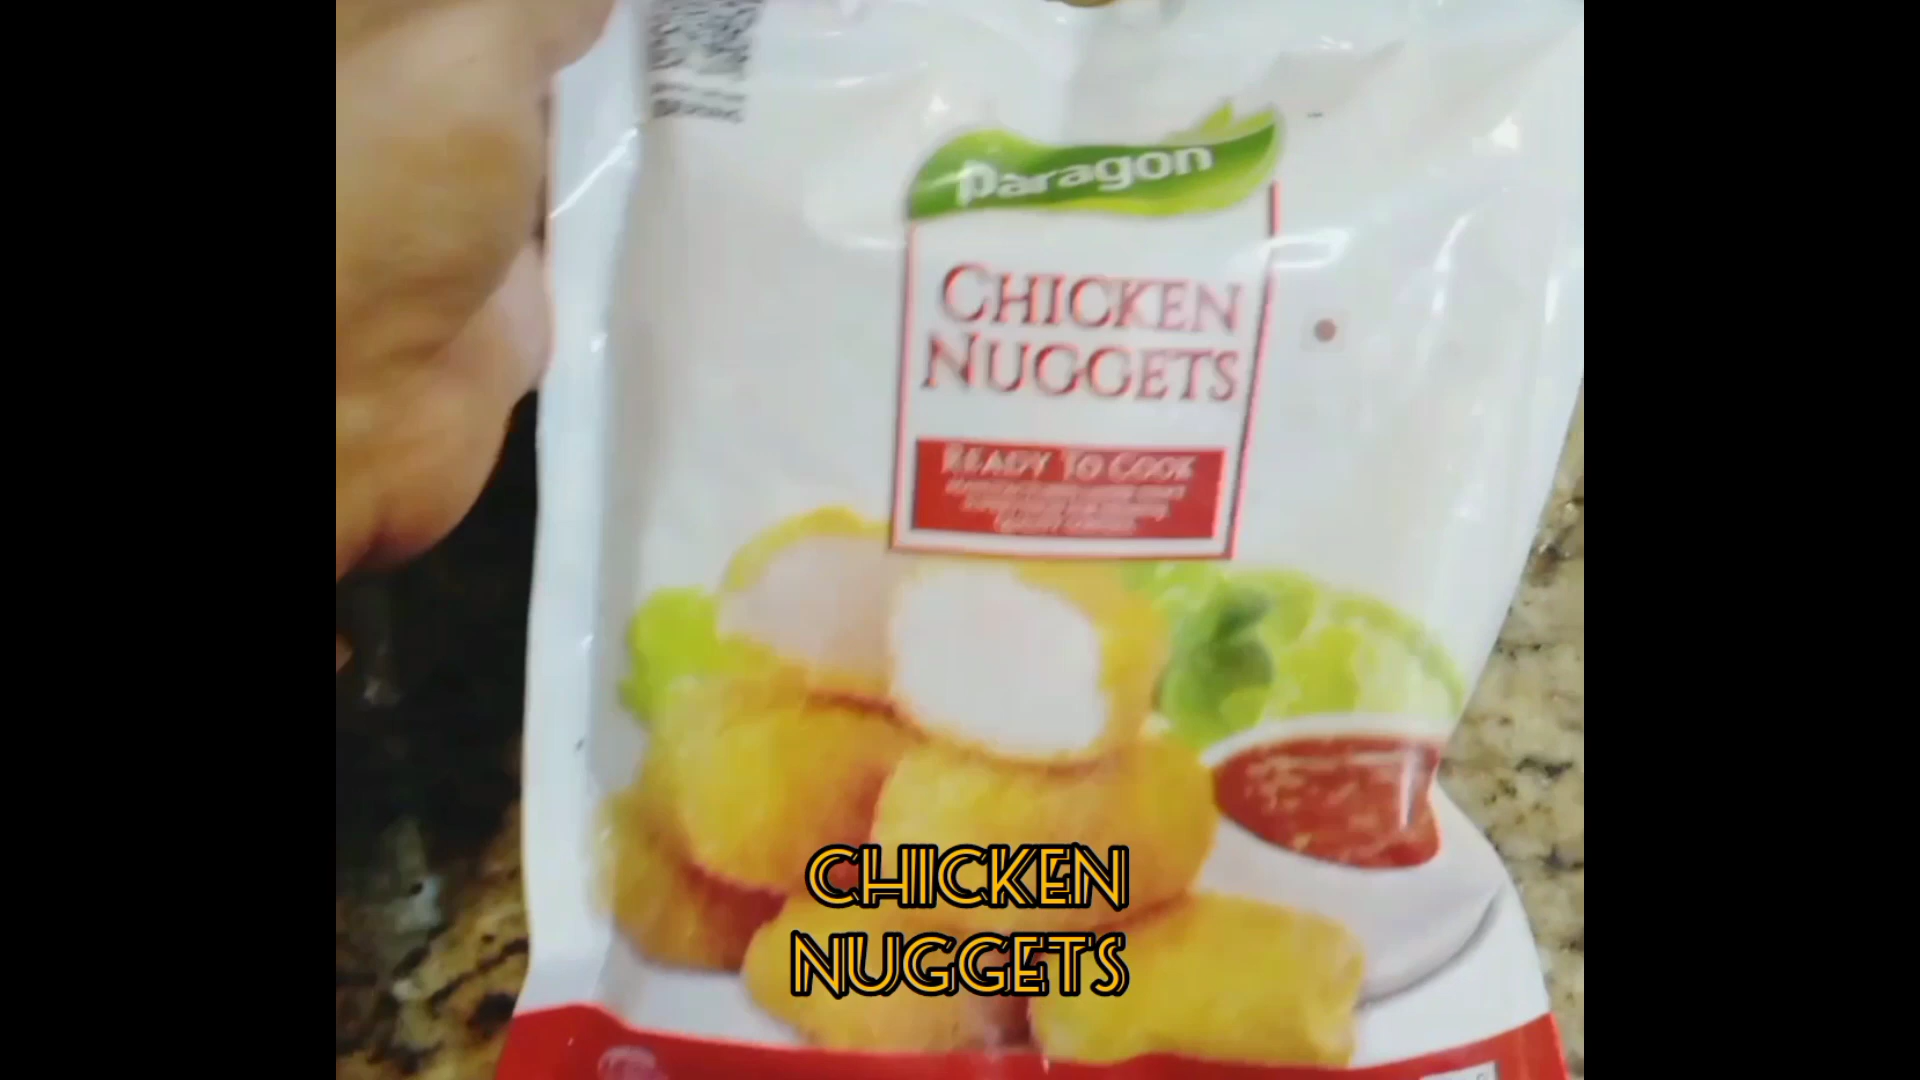 Paragon
CHICKEN
NUGGETS
READY TO COOK
CHICKEN
NUGGETS